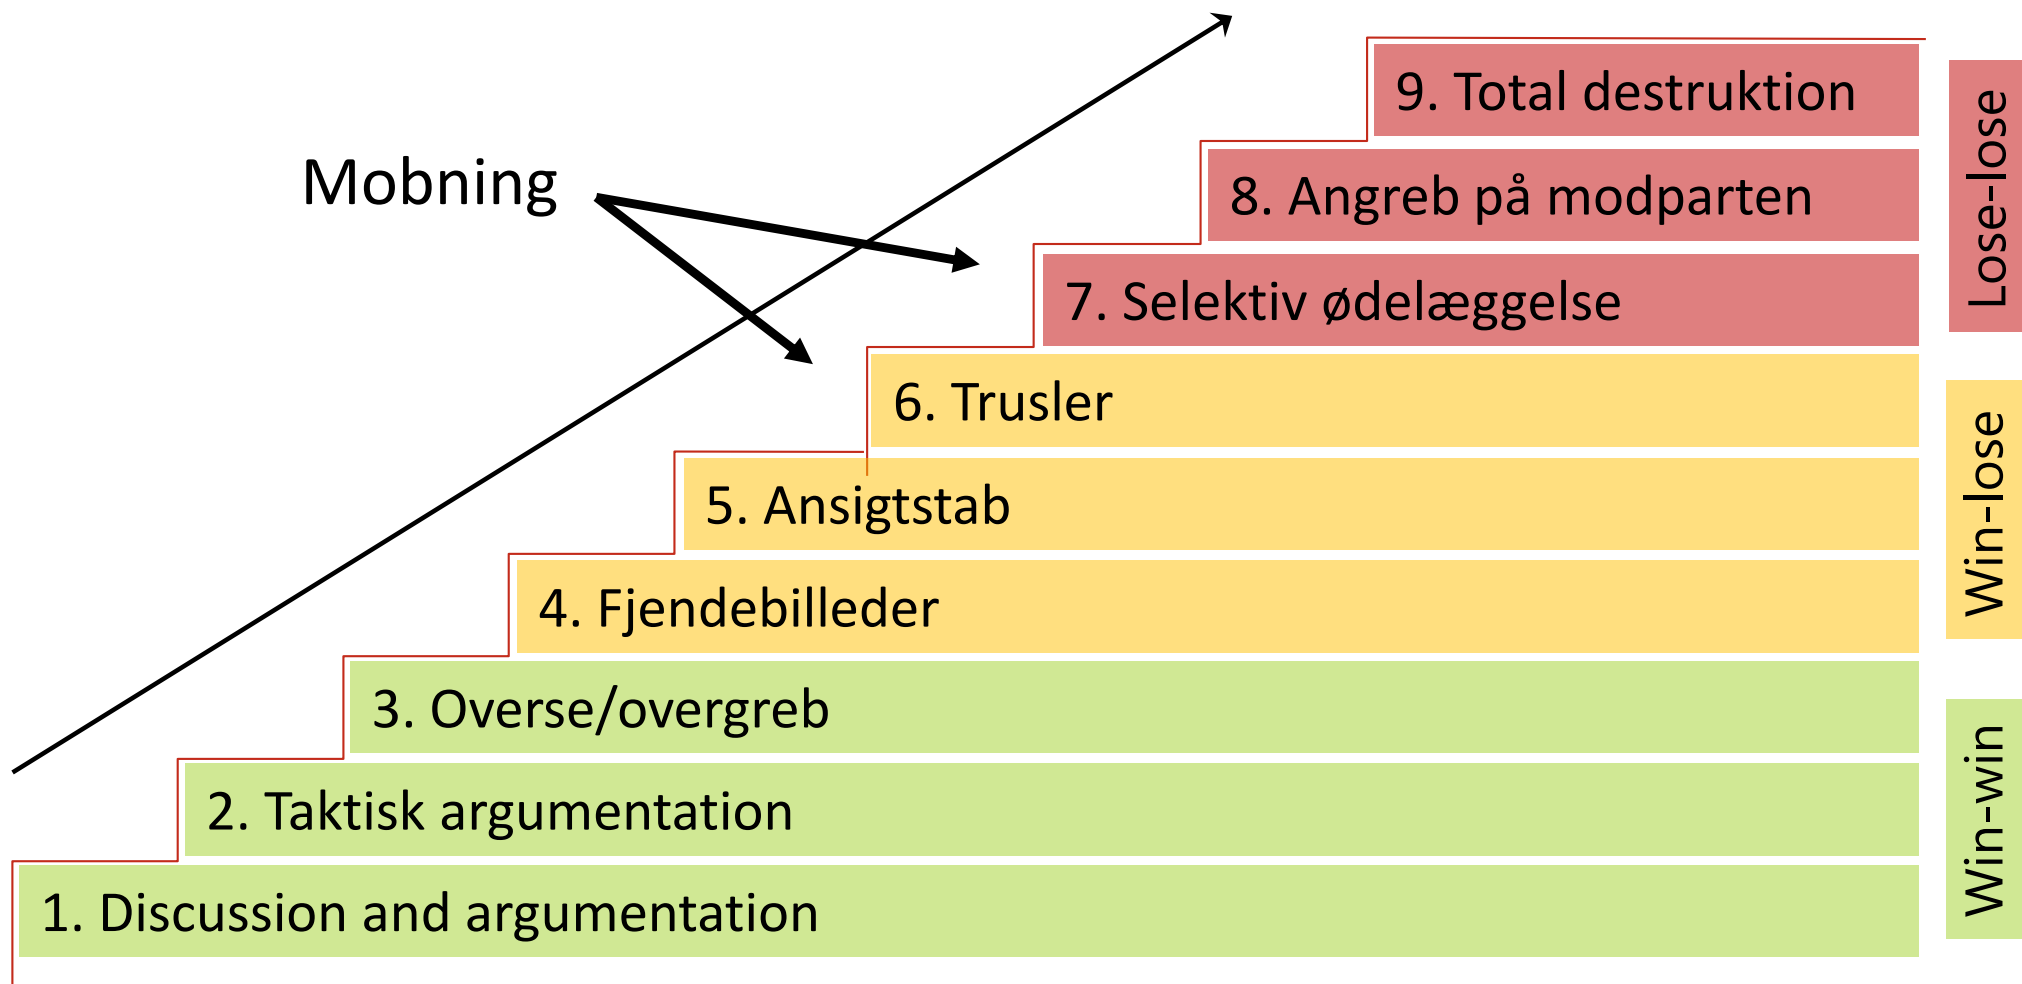 9. Total destruktion
8. Angreb på modparten
7. Selektiv ødelæggelse
6. Trusler
5. Ansigtstab
4. Fjendebilleder
3. Overse/overgreb
2. Taktisk argumentation
1. Discussion and argumentation
Mobning
Lose-lose
Win-lose
Win-win